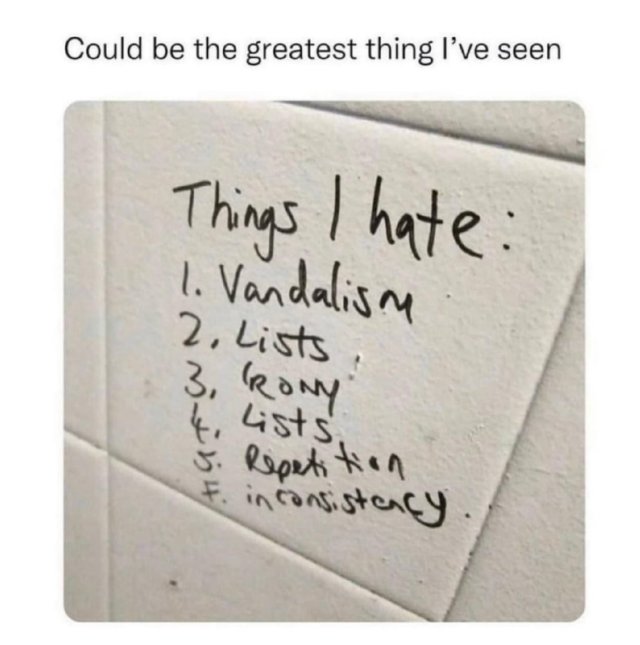 Could be the greatest thing I've seen
Things I hate:
1. Vandalism
2. Lists
3. Irony
4. Lists
5. Repetition
F. inconsistency.